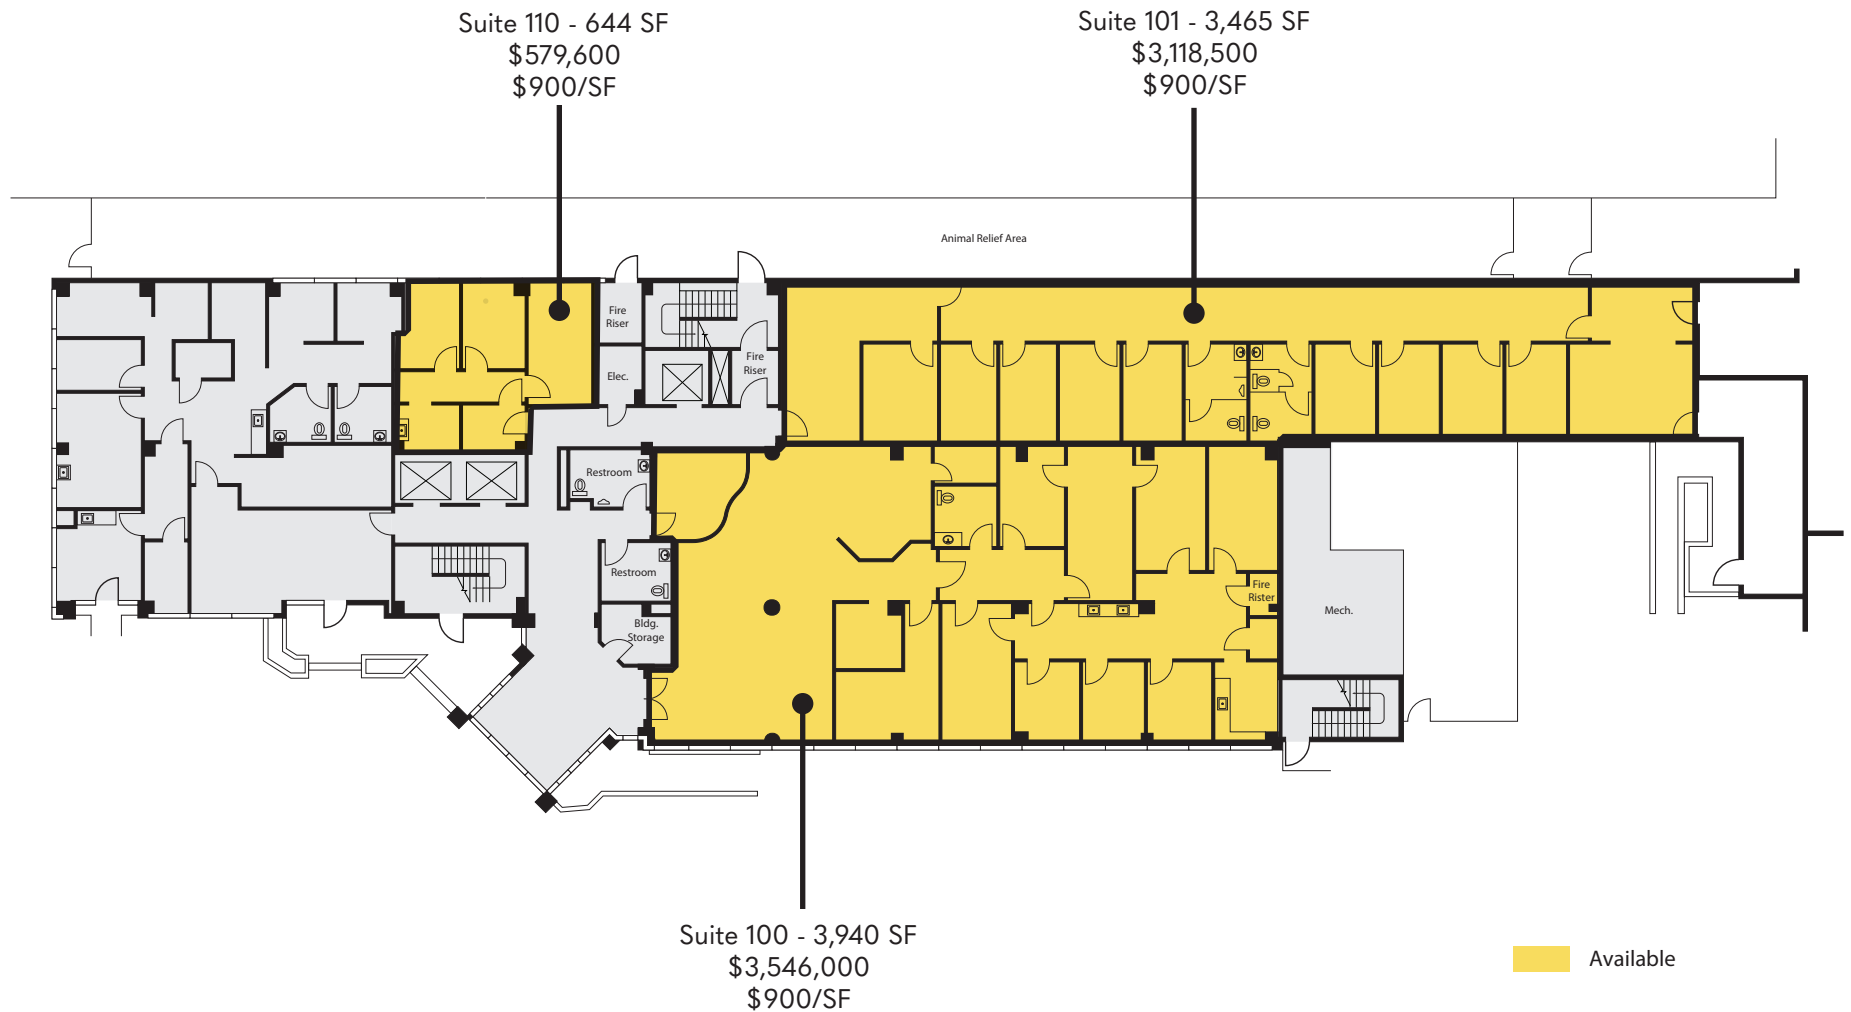 Suite 110 - 644 SF
$579,600
$900/SF
Suite 101 - 3,465 SF
$3,118,500
$900/SF
Animal Relief Area
Fire
Riser
Elec.
Fire
Riser
Restroom
Restroom
Bldg.
Storage
Fire
Rister
Mech.
Suite 100 - 3,940 SF
$3,546,000
$900/SF
Available